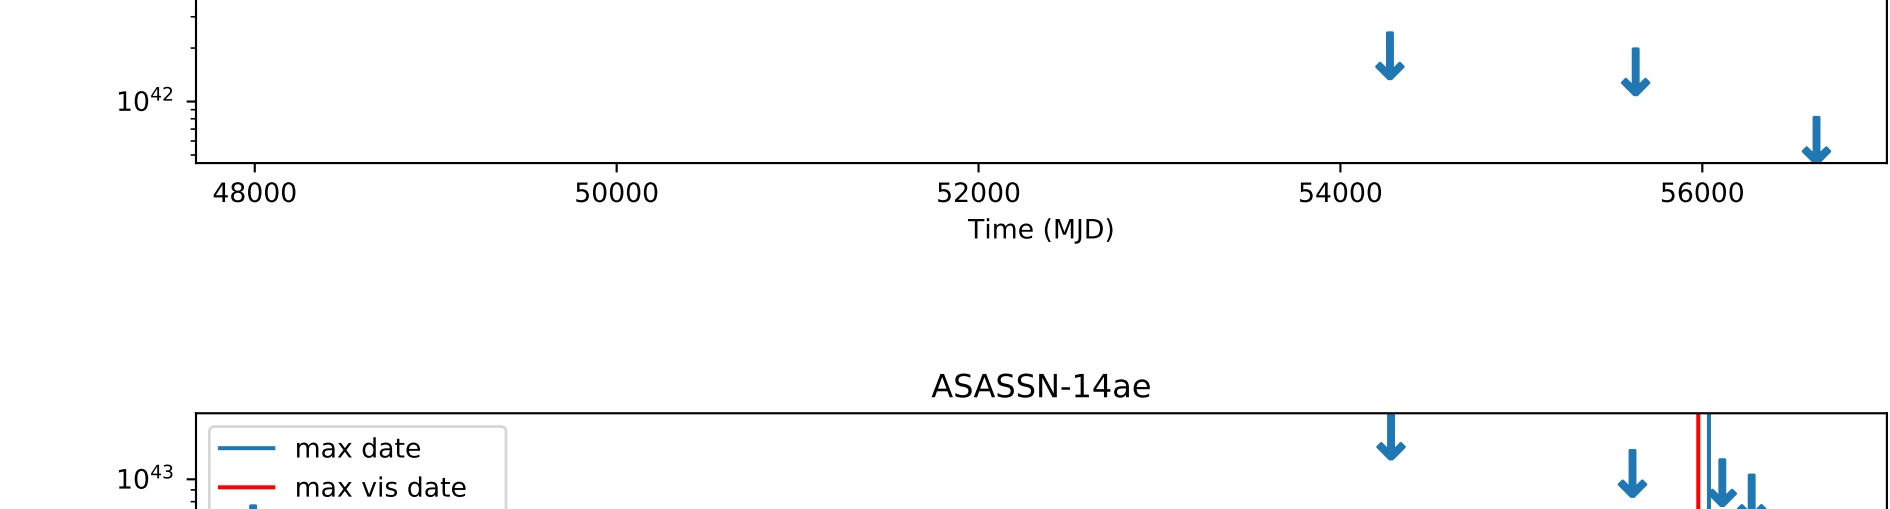 10^42
48000 50000 52000 54000 56000
Time (MJD)
ASASSN-14ae
max date
10^43
max vis date